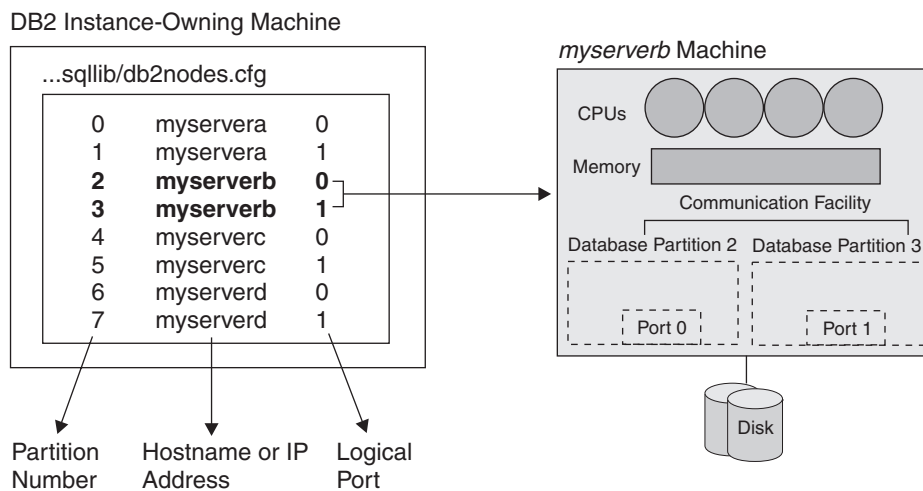 DB2 Instance-Owning Machine
...sqllib/db2nodes.cfg
0 myservera 0
1 myservera 1
2 myserverb 0
3 myserverb 1
4 myserverc 0
5 myserverc 1
6 myserverd 0
7 myserverd 1
Partition
Number
Hostname or IP
Address
Logical
Port
myserverb Machine
CPUs
Memory
Communication Facility
Database Partition 2
Database Partition 3
Port 0
Port 1
Disk